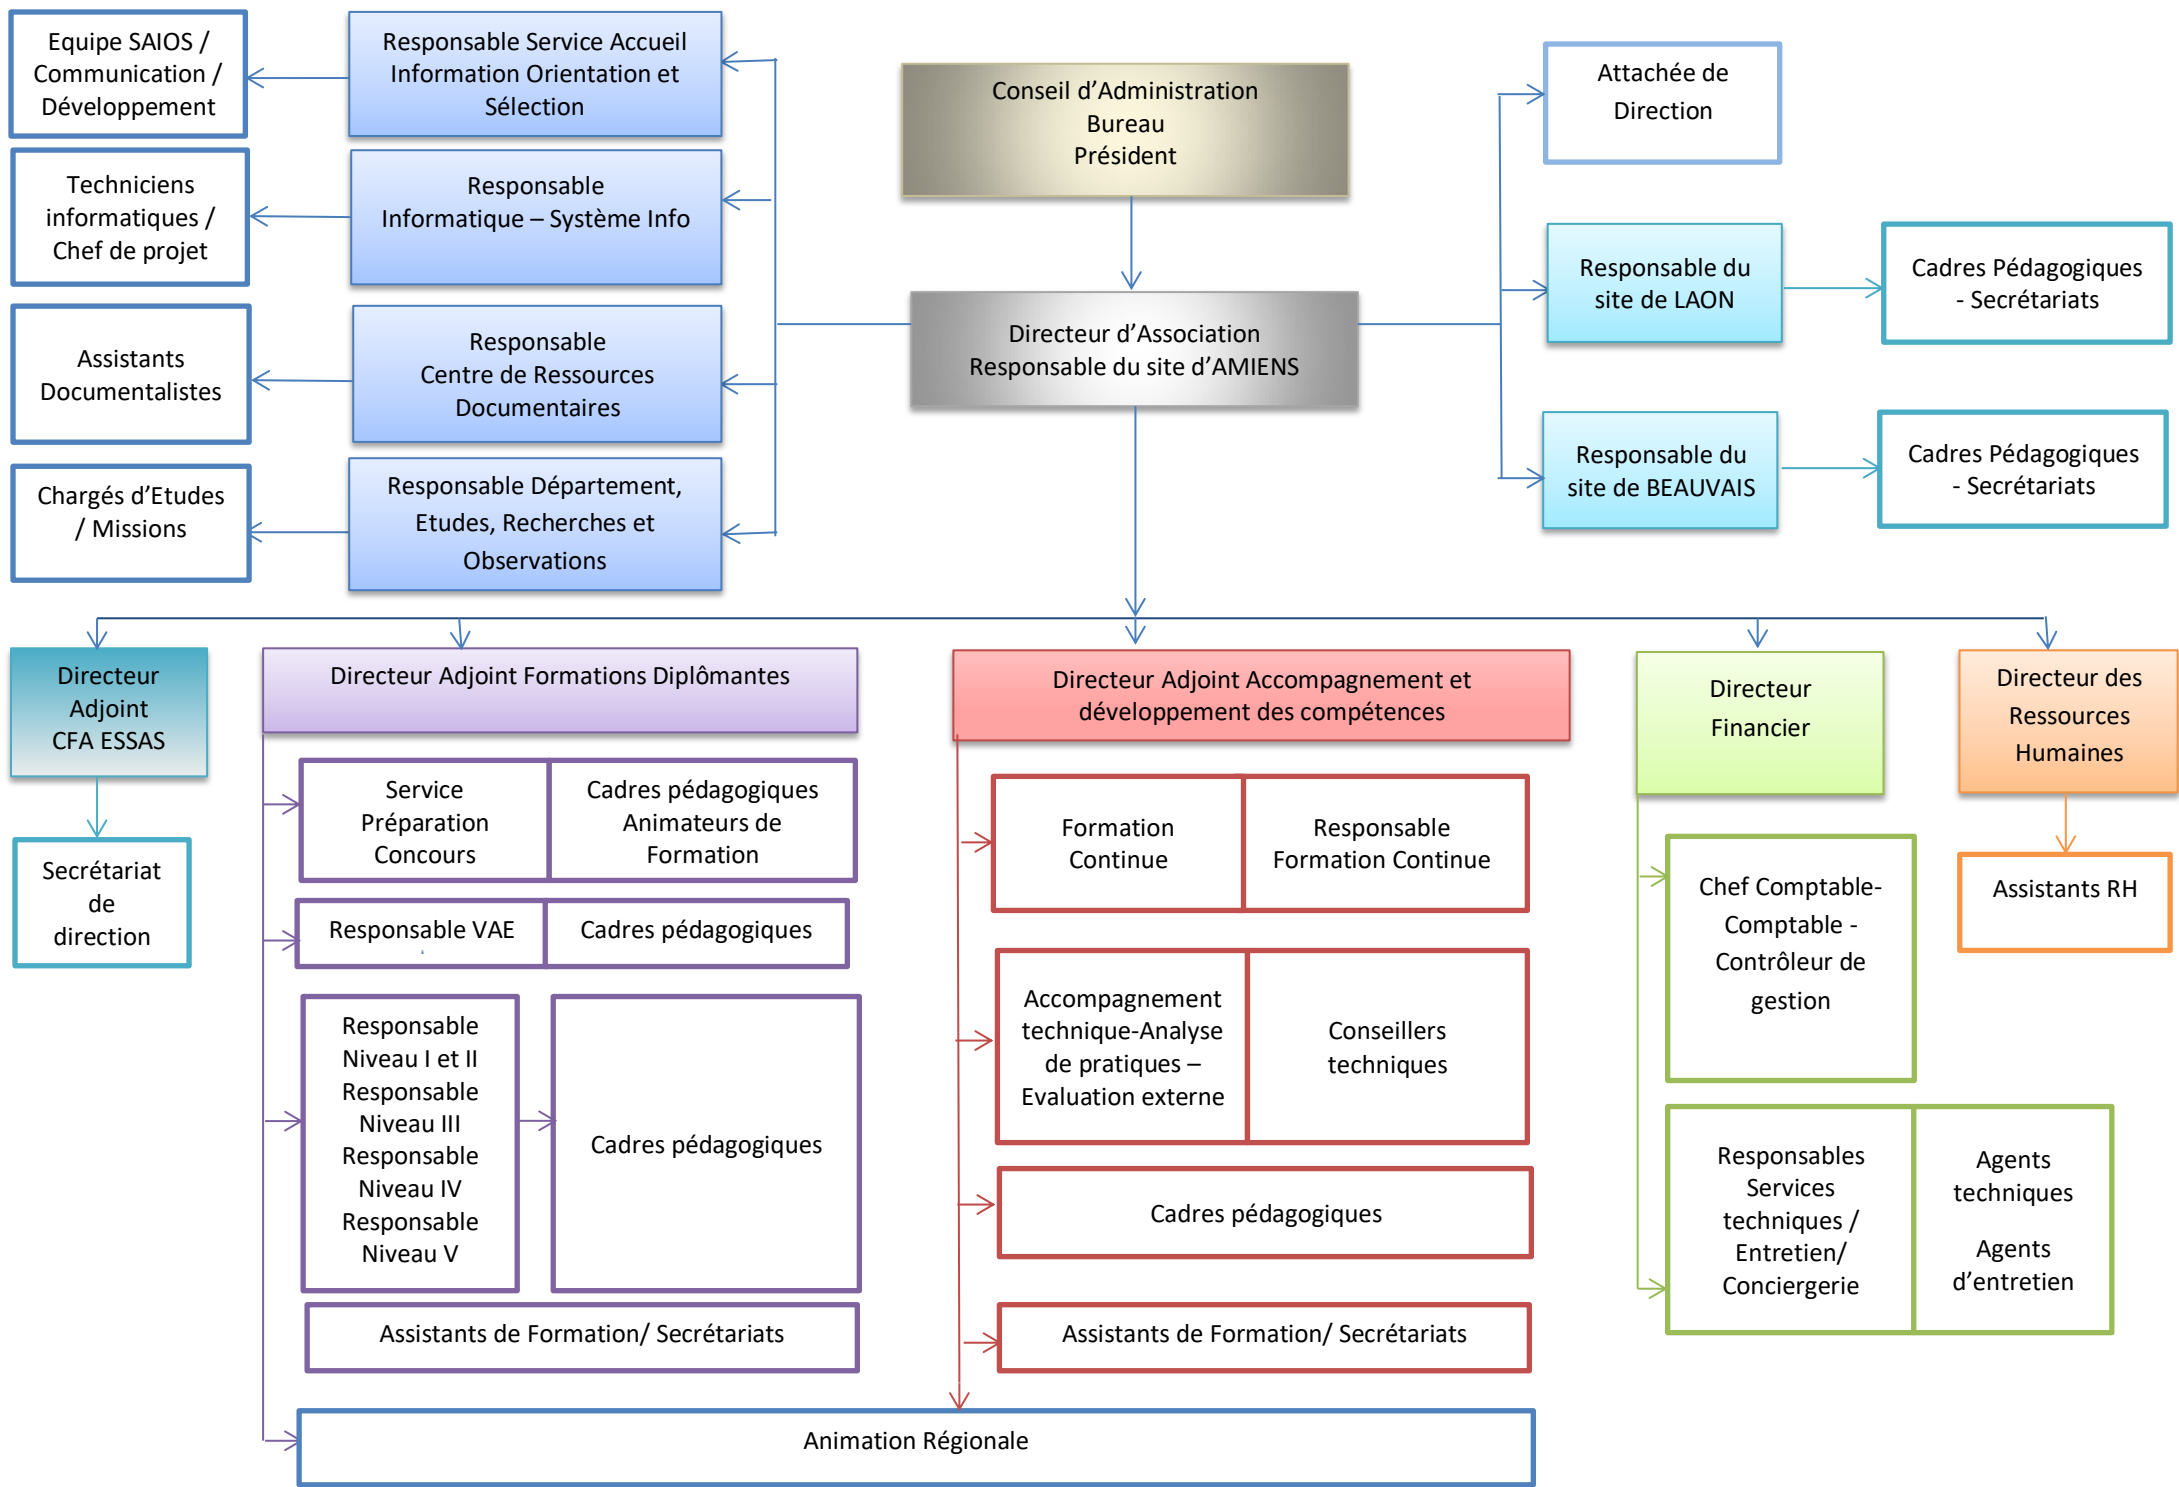 Equipe SAIOS /
Communication /
Développement
Responsable Service Accueil
Information Orientation et
Sélection
Conseil d’Administration
Bureau
Président
Attachée de
Direction
Techniciens
informatiques /
Chef de projet
Responsable
Informatique – Système Info
Responsable du
site de LAON
Cadres Pédagogiques
- Secrétariats
Assistants
Documentalistes
Responsable
Centre de Ressources
Documentaires
Directeur d’Association
Responsable du site d’AMIENS
Responsable du
site de BEAUVAIS
Cadres Pédagogiques
- Secrétariats
Chargés d’Etudes
/ Missions
Responsable Département,
Etudes, Recherches et
Observations
Directeur
Adjoint
CFA ESSAS
Directeur Adjoint Formations Diplômantes
Directeur Adjoint Accompagnement et
développement des compétences
Directeur
Financier
Directeur des
Ressources
Humaines
Secrétariat
de
direction
Service
Préparation
Concours
Cadres pédagogiques
Animateurs de
Formation
Responsable VAE
Cadres pédagogiques
Responsable
Niveau I et II
Responsable
Niveau III
Responsable
Niveau IV
Responsable
Niveau V
Cadres pédagogiques
Assistants de Formation/ Secrétariats
Formation
Continue
Responsable
Formation Continue
Accompagnement
technique-Analyse
de pratiques –
Evaluation externe
Conseillers
techniques
Cadres pédagogiques
Assistants de Formation/ Secrétariats
Chef Comptable-
Comptable -
Contrôleur de
gestion
Responsables
Services
techniques /
Entretien/
Conciergerie
Agents
techniques
Agents
d’entretien
Assistants RH
Animation Régionale